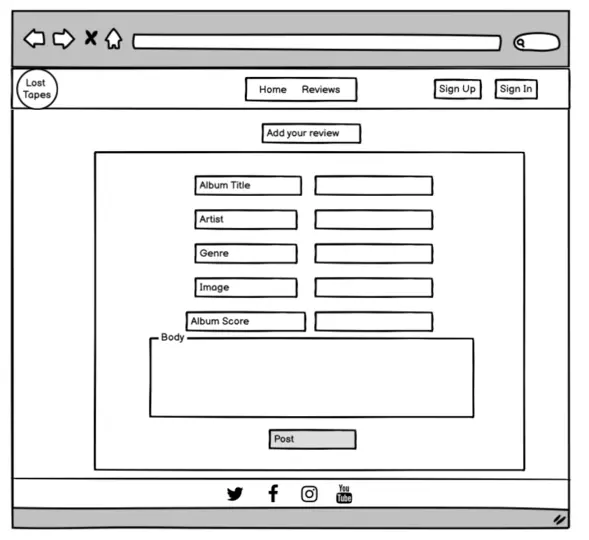 Lost
Tapes
Home Reviews
Sign Up Sign In
Add your review
Album Title
Artist
Genre
Image
Album Score
Body
Post
You
Tube